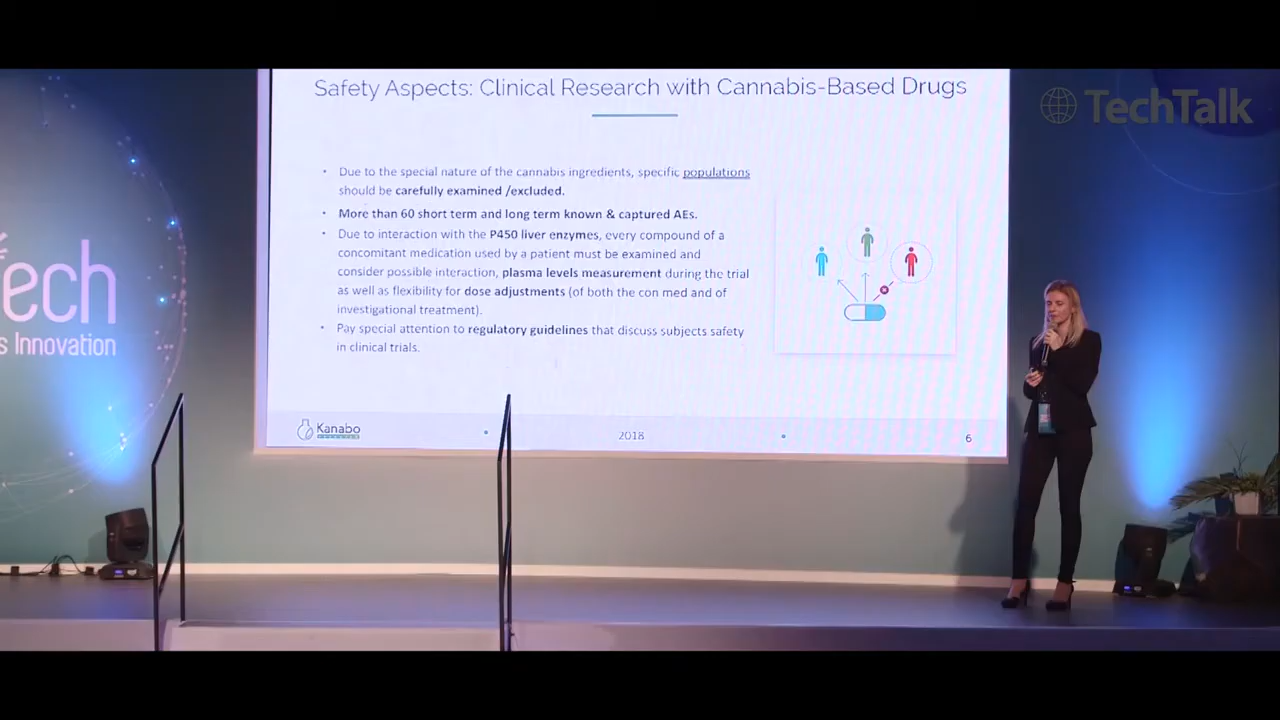 Safety Aspects: Clinical Research with Cannabis-Based Drugs
TechTalk
• Due to the special nature of the cannabis ingredients, specific populations
should be carefully examined /excluded.
• More than 60 short term and long term known & captured AEs.
• Due to interaction with the P450 liver enzymes, every compound of a
concomitant medication used by a patient must be examined and
consider possible interaction, plasma levels measurement during the trial
as well as flexibility for dose adjustments (of both the con med and of
investigational treatment).
• Pay special attention to regulatory guidelines that discuss subjects safety
in clinical trials.
ech
s Innovation
Kanabo
2018
6